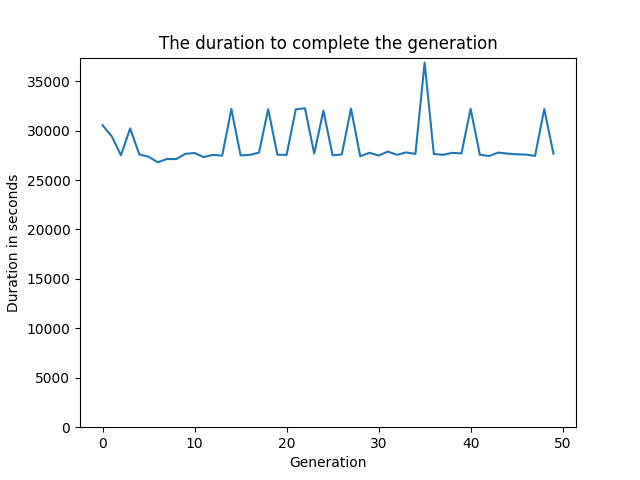 The duration to complete the generation
35000
30000
25000
20000
15000
10000
5000
0
Duration in seconds
0 10 20 30 40 50
Generation